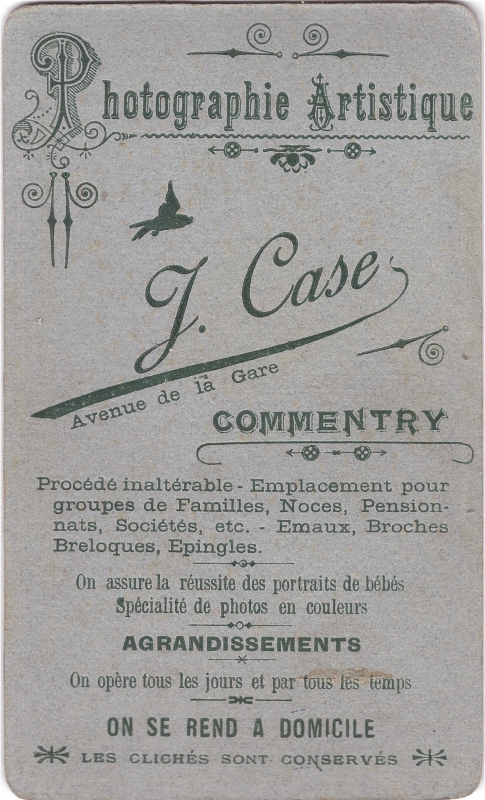 Photographie Artistique
J. Case
Avenue de la Gare
COMMENTRY
Procédé inaltérable - Emplacement pour
groupes de Familles, Noces, Pension-
nats, Sociétés, etc. - Emaux, Broches
Breloques, Epingles.
On assure la réussite des portraits de bébés
Spécialité de photos en couleurs
AGRANDISSEMENTS
On opère tous les jours et par tous les temps
ON SE REND A DOMICILE
LES CLICHÉS SONT CONSERVÉS